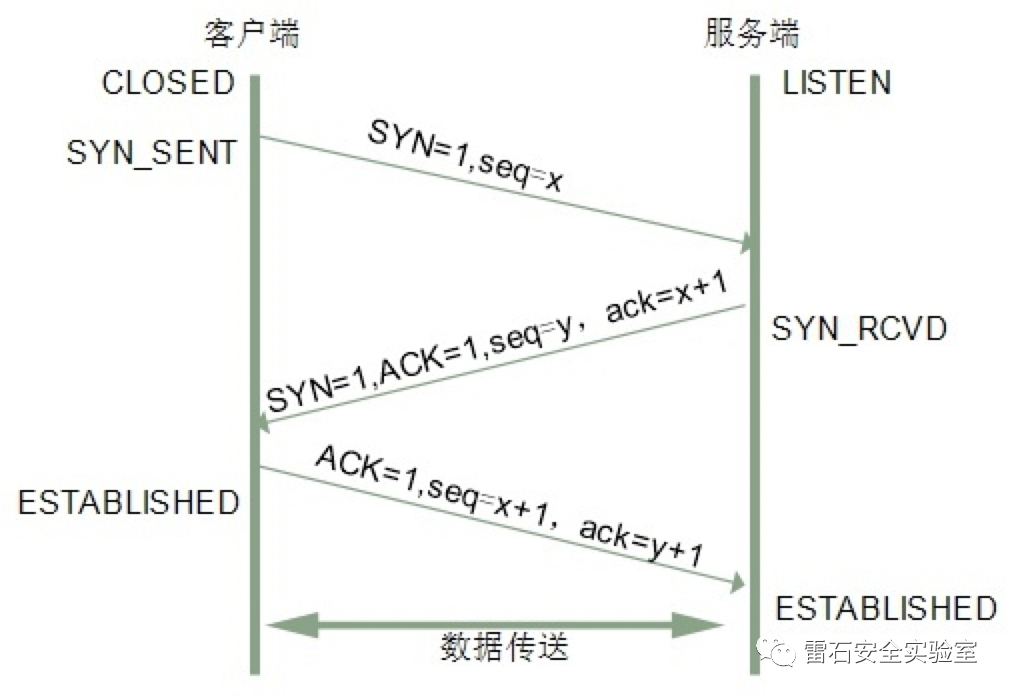 客户端
服务端
CLOSED
LISTEN
SYN_SENT
SYN=1,seq=x
SYN=1,ACK=1,seq=y，ack=x+1
SYN_RCVD
ACK=1,seq=x+1，ack=y+1
ESTABLISHED
ESTABLISHED
数据传送
雷石安全实验室